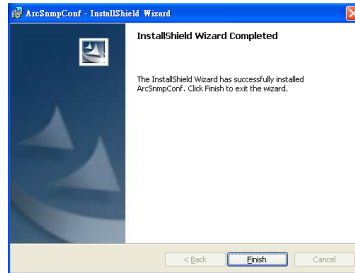 ArcSnmpConf - InstallShield Wizard
InstallShield Wizard Completed
The InstallShield Wizard has successfully installed
ArcSnmpConf. Click Finish to exit the wizard.
< Back
Finish
Cancel